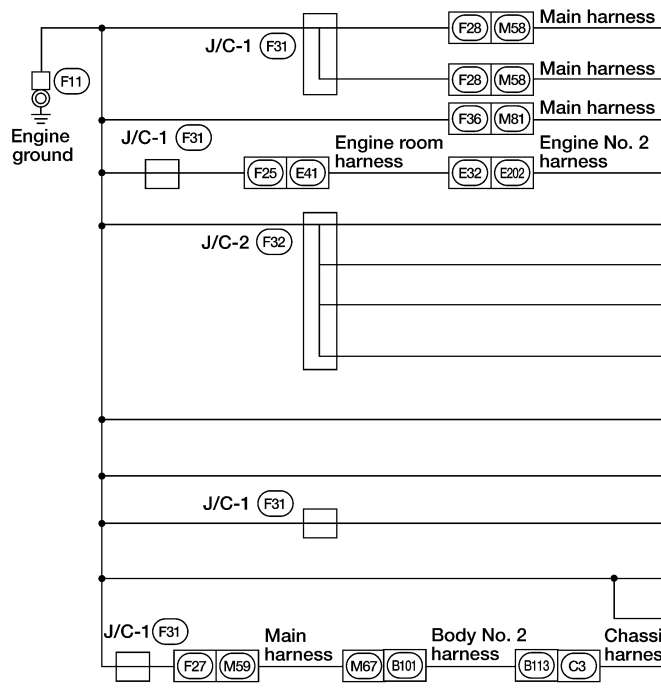 F28 M58 Main harness
J/C-1 F31
F11
F28 M58 Main harness
F36 M81 Main harness
Engine
ground
J/C-1 F31
Engine room
harness
Engine No. 2
harness
F25 E41
E32 E202
J/C-2 F32
J/C-1 F31
J/C-1 F31
Main
harness
Body No. 2
harness
Chassi
harnes
F27 M59
M67 B101
B113 C3